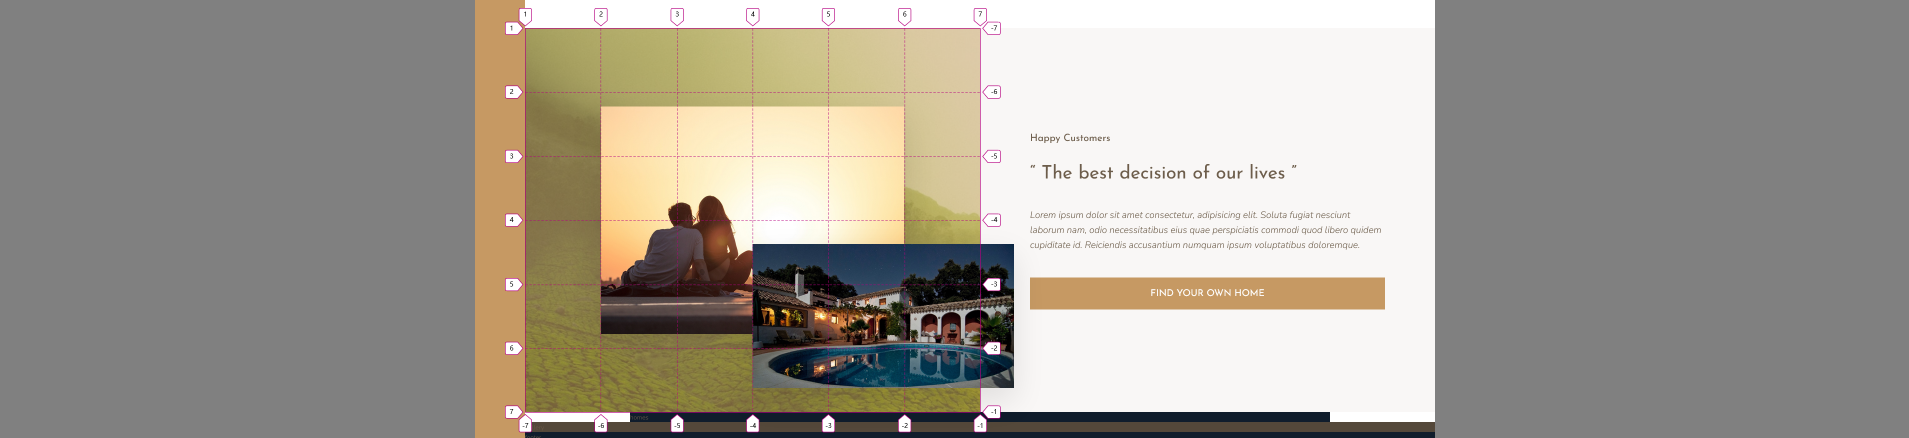 1 2 3 4 5 6 7
1 -7
2 -6
3 -5
4 -4
5 -3
6 -2
7 -1
-7 -6 -5 -4 -3 -2 -1
Happy Customers
” The best decision of our lives ”
Lorem ipsum dolor sit amet consectetur, adipisicing elit. Soluta fugiat nesciunt
laborum nam, odio necessitatibus eius quae perspiciatis commodi quod libero quidem
cupiditate id. Reiciendis accusantium numquam ipsum voluptatibus doloremque.
FIND YOUR OWN HOME